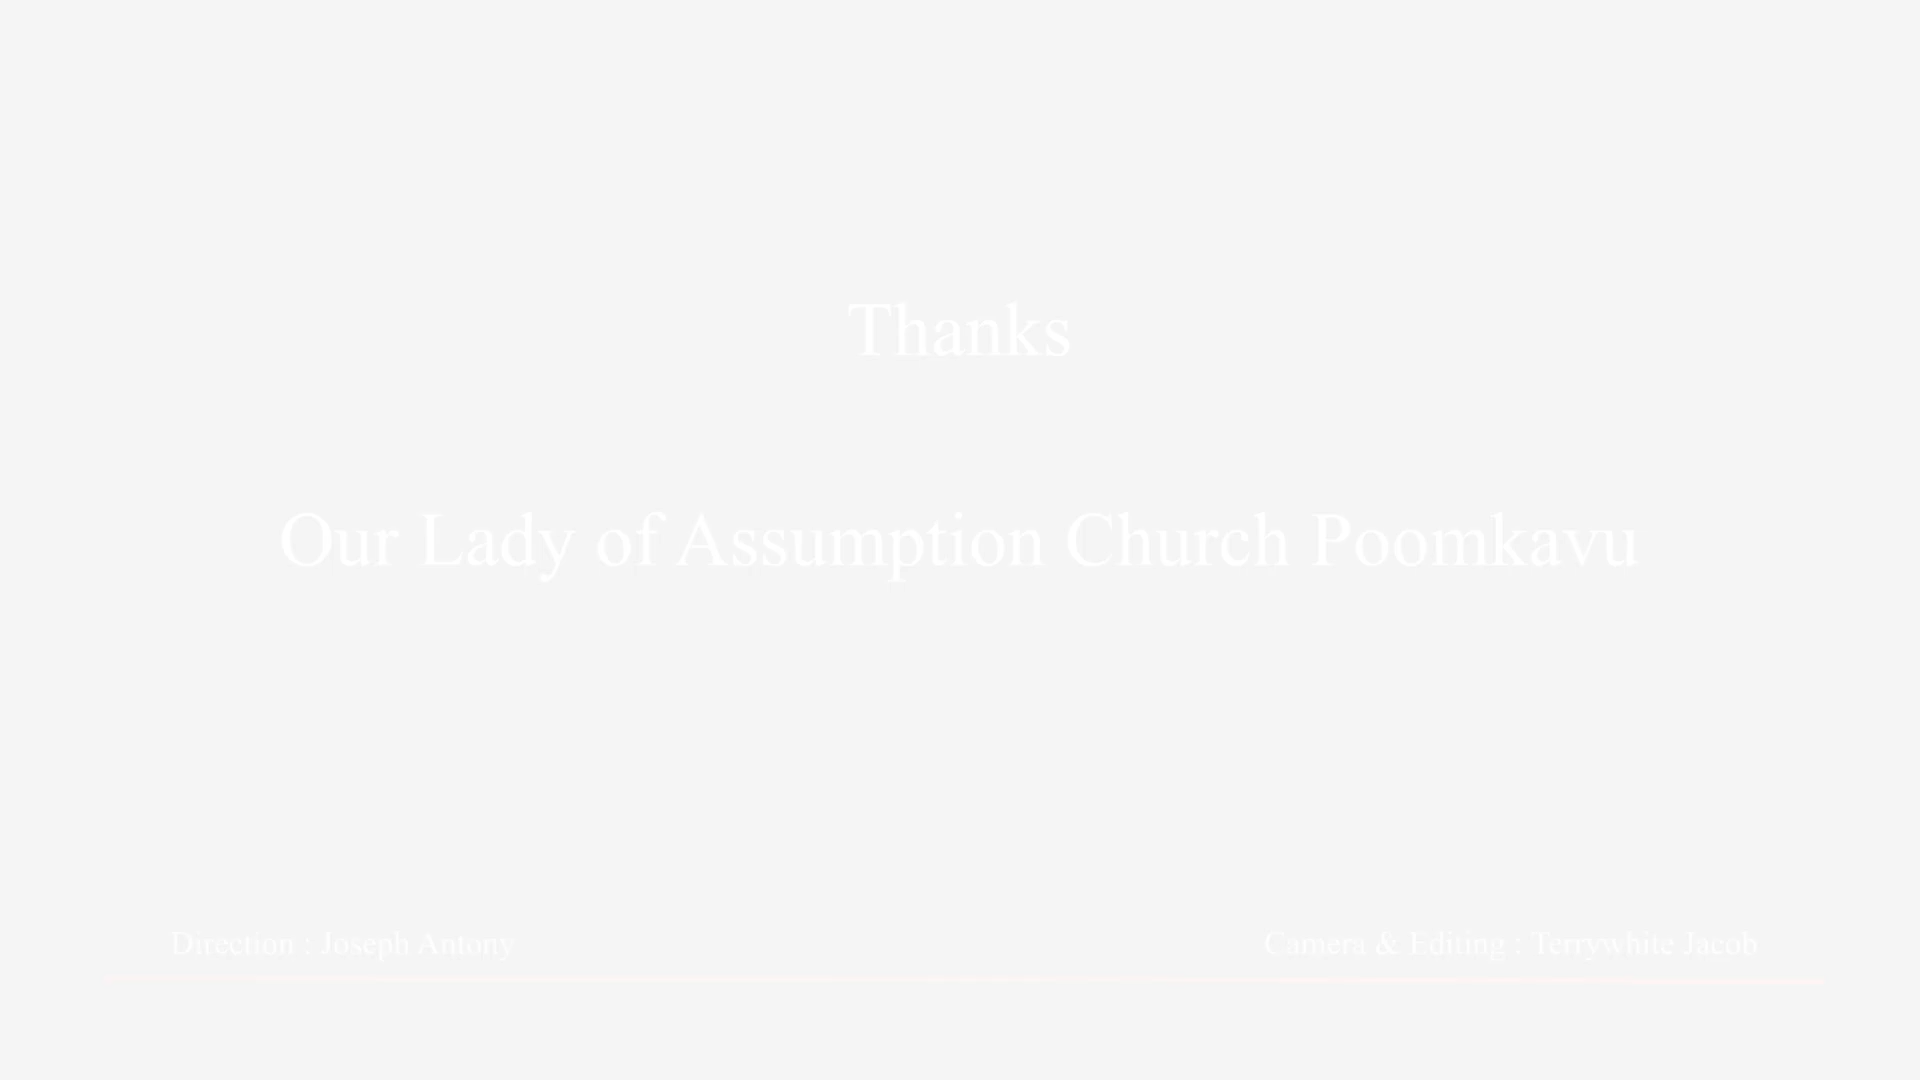 Thanks
Our Lady of Assumption Church Poomkavu
Direction : Joseph Antony
Camera & Editing : Terrywhite Jacob